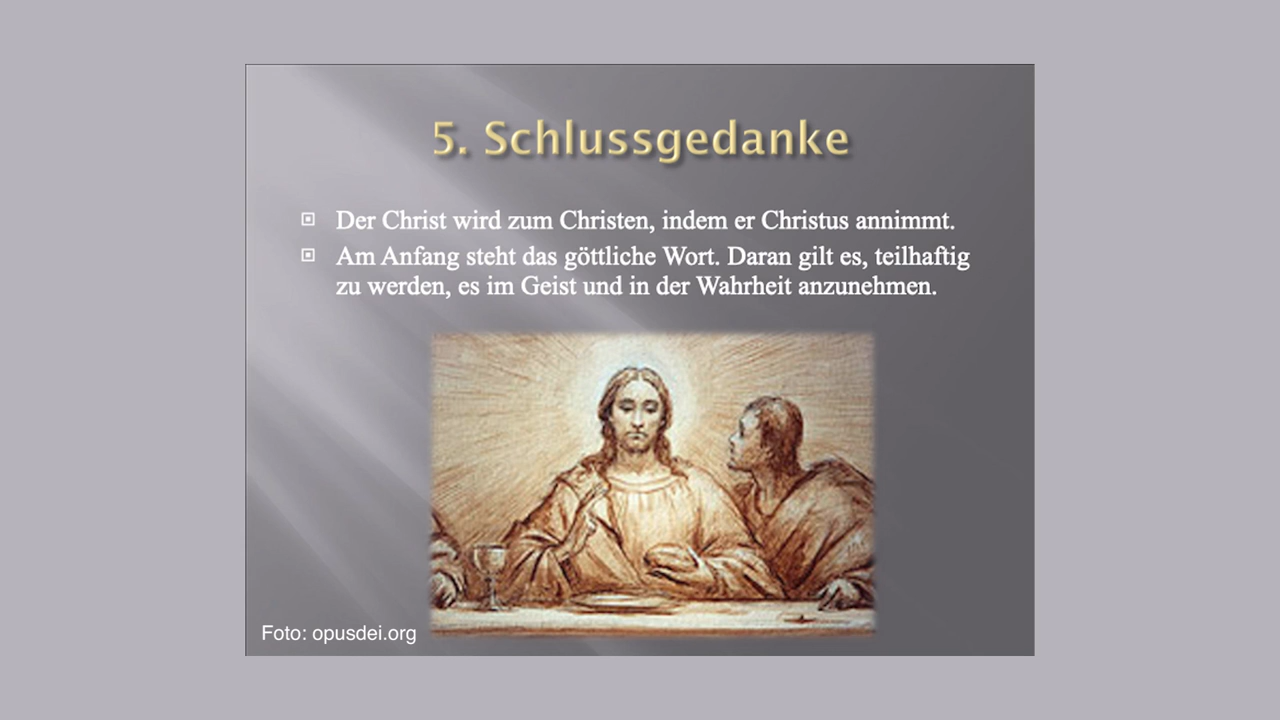 5. Schlussgedanke
Der Christ wird zum Christen, indem er Christus annimmt.
Am Anfang steht das göttliche Wort. Daran gilt es, teilhaftig
zu werden, es im Geist und in der Wahrheit anzunehmen.
Foto: opusdei.org